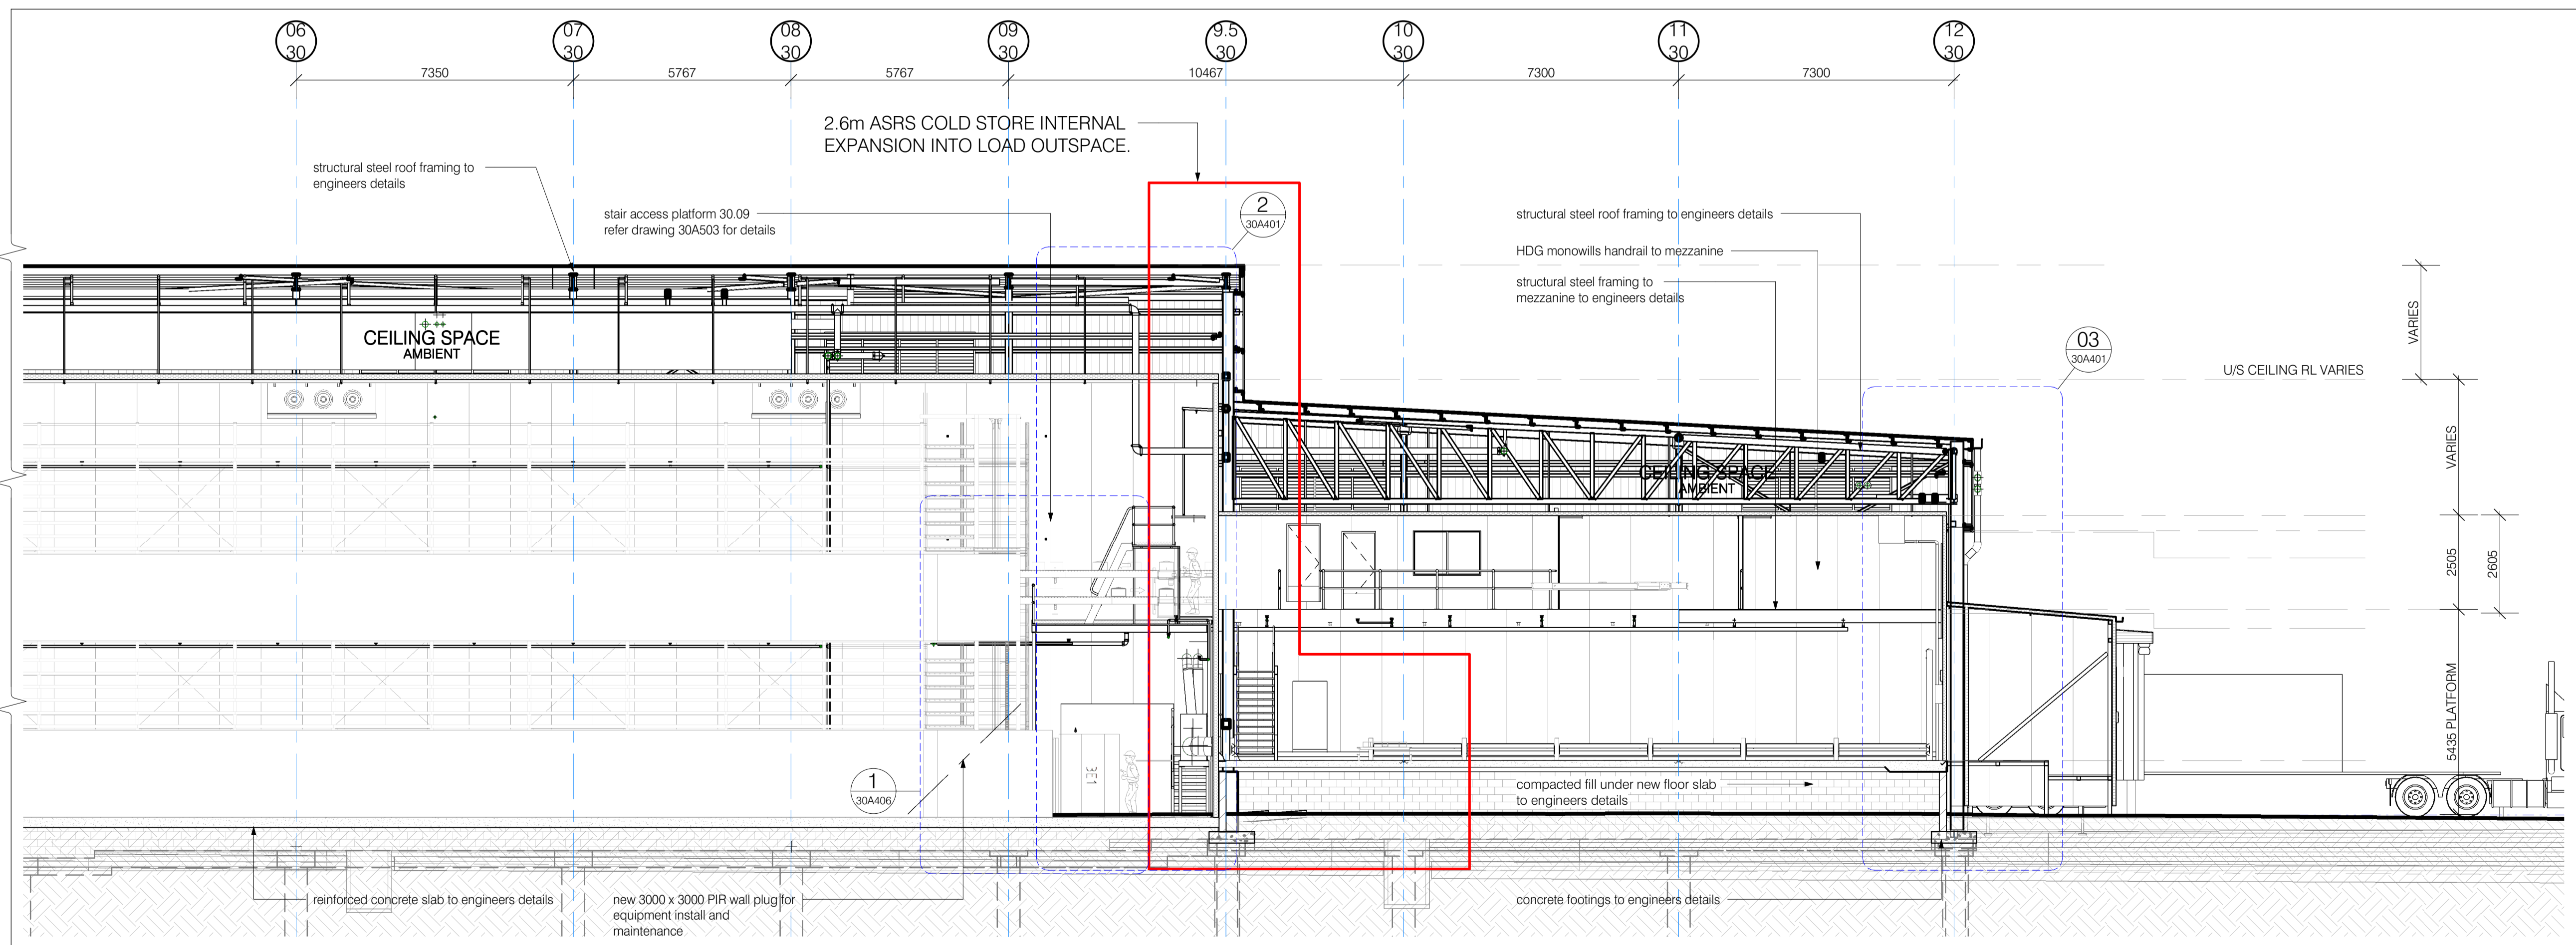 06
30
07
30
08
30
09
30
9.5
30
10
30
11
30
12
30
7350
5767
5767
10467
7300
7300
2.6m ASRS COLD STORE INTERNAL
EXPANSION INTO LOAD OUTSPACE.
structural steel roof framing to
engineers details
stair access platform 30.09
refer drawing 30A503 for details
2
30A401
structural steel roof framing to engineers details
HDG monowills handrail to mezzanine
structural steel framing to
mezzanine to engineers details
VARIES
03
30A401
U/S CEILING RL VARIES
CEILING SPACE
AMBIENT
VARIES
CEILING SPACE
AMBIENT
2505
2605
5435 PLATFORM
3E1
1
30A406
compacted fill under new floor slab
to engineers details
reinforced concrete slab to engineers details
new 3000 x 3000 PIR wall plug for
equipment install and
maintenance
concrete footings to engineers details